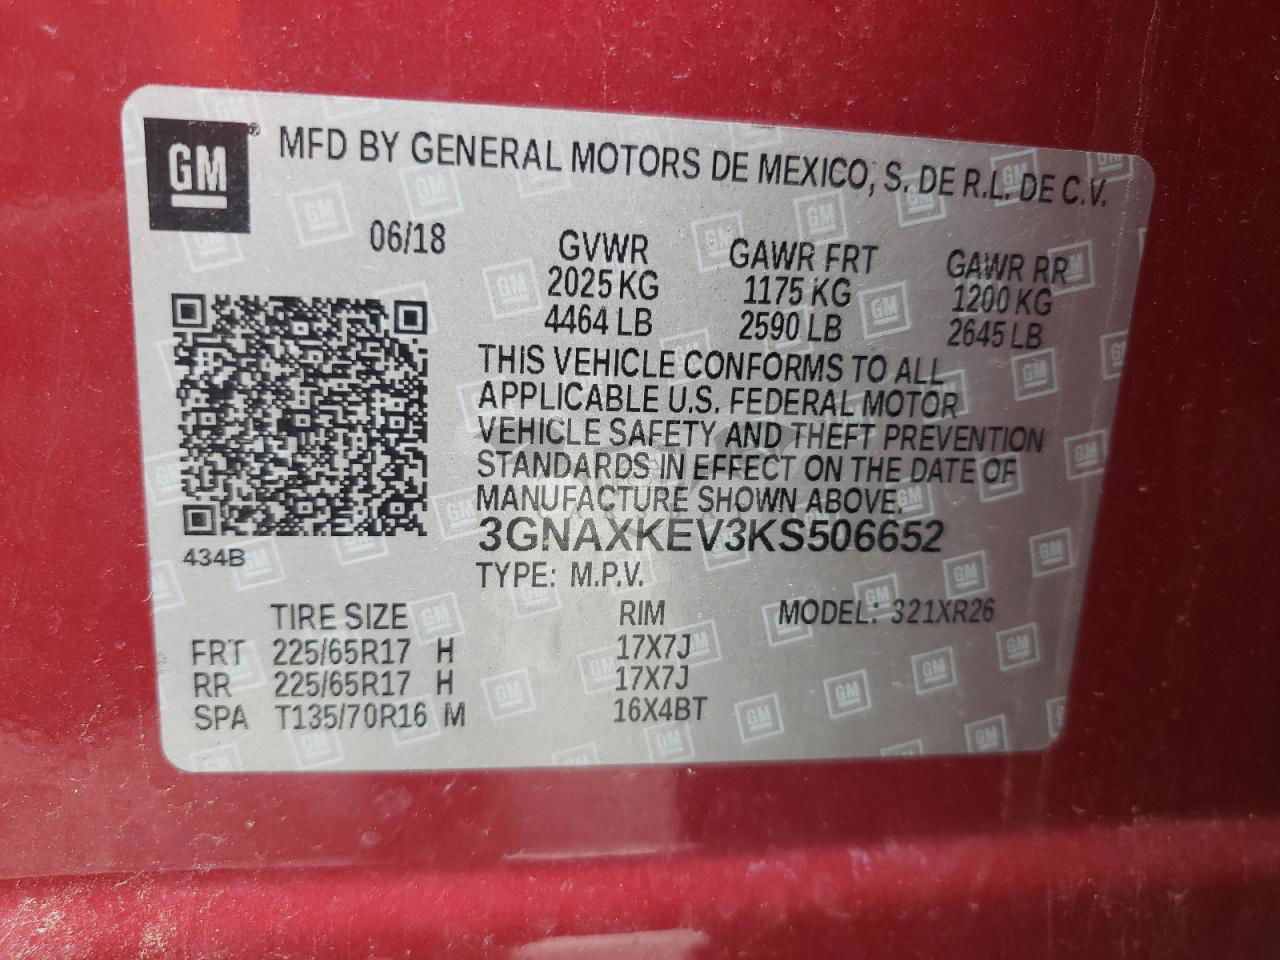 GM® MFD BY GENERAL MOTORS DE MEXICO, S. DE R.L. DE C.V.
06/18 GVWR GAWR FRT GAWR RR
2025 KG 1175 KG 1200 KG
4464 LB 2590 LB 2645 LB
THIS VEHICLE CONFORMS TO ALL
APPLICABLE U.S. FEDERAL MOTOR
VEHICLE SAFETY AND THEFT PREVENTION
STANDARDS IN EFFECT ON THE DATE OF
MANUFACTURE SHOWN ABOVE.
3GNAXKEV3KS506652
434B
TYPE: M.P.V.
TIRE SIZE RIM MODEL: 321XR26
FRT 225/65R17 H 17X7J
RR 225/65R17 H 17X7J
SPA T135/70R16 M 16X4BT